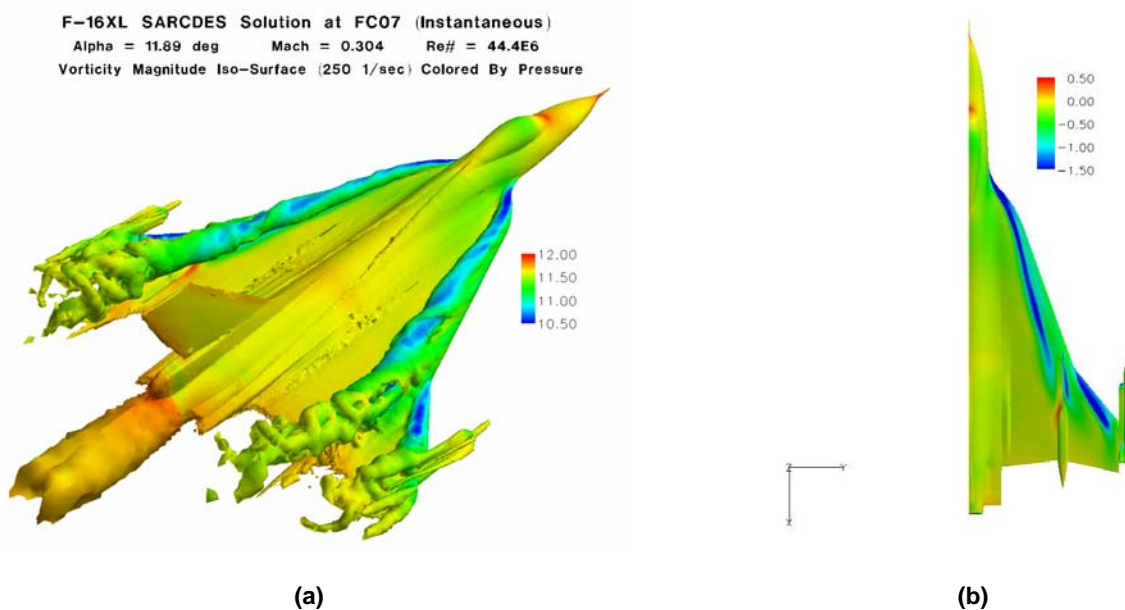 F-16XL SARCDES Solution at FC07 (Instantaneous)
Alpha = 11.89 deg Mach = 0.304 Re# = 44.4E6
Vorticity Magnitude Iso-Surface (250 1/sec) Colored By Pressure
12.00
11.50
11.00
10.50
(a)
0.50
0.00
-0.50
-1.00
-1.50
Z
Y
X
(b)